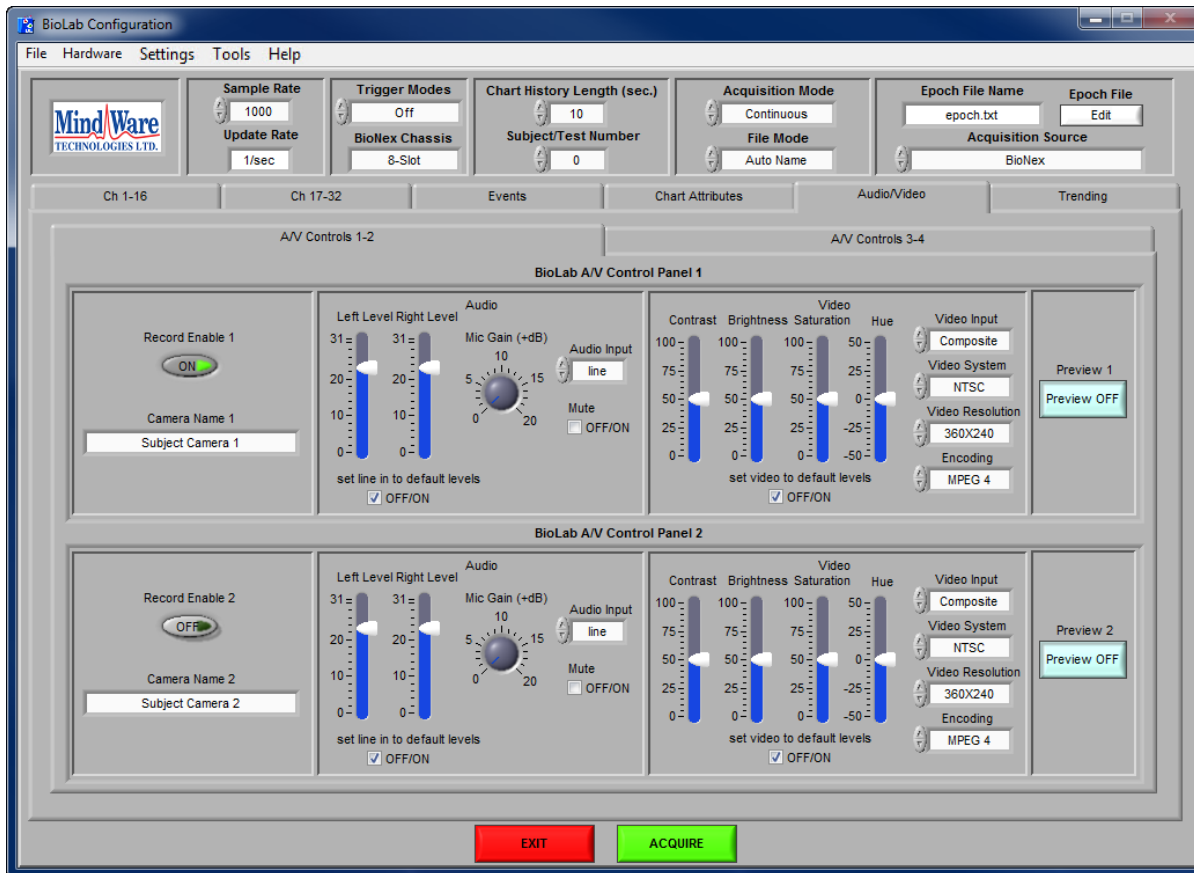 BioLab Configuration
File Hardware Settings Tools Help
MindWare
TECHNOLOGIES LTD.
Sample Rate
1000
Update Rate
1/sec
Trigger Modes
Off
BioNex Chassis
8-Slot
Chart History Length (sec.)
10
Subject/Test Number
0
Acquisition Mode
Continuous
File Mode
Auto Name
Epoch File Name
epoch.txt
Epoch File
Edit
Acquisition Source
BioNex
Ch 1-16 Ch 17-32 Events Chart Attributes Audio/Video Trending
A/V Controls 1-2 A/V Controls 3-4
BioLab A/V Control Panel 1
Record Enable 1
ON
Camera Name 1
Subject Camera 1
Audio
Left Level Right Level
31 31
20 20
10 10
0 0
Mic Gain (+dB)
10
5 15
0 20
Audio Input
line
Mute
OFF/ON
set line in to default levels
OFF/ON
Video
Contrast Brightness Saturation Hue
100 100 100 50
75 75 75 25
50 50 50 0
25 25 25 -25
0 0 0 -50
set video to default levels
OFF/ON
Video Input
Composite
Video System
NTSC
Video Resolution
360X240
Encoding
MPEG 4
Preview 1
Preview OFF
BioLab A/V Control Panel 2
Record Enable 2
OFF
Camera Name 2
Subject Camera 2
Audio
Left Level Right Level
31 31
20 20
10 10
0 0
Mic Gain (+dB)
10
5 15
0 20
Audio Input
line
Mute
OFF/ON
set line in to default levels
OFF/ON
Video
Contrast Brightness Saturation Hue
100 100 100 50
75 75 75 25
50 50 50 0
25 25 25 -25
0 0 0 -50
set video to default levels
OFF/ON
Video Input
Composite
Video System
NTSC
Video Resolution
360X240
Encoding
MPEG 4
Preview 2
Preview OFF
EXIT ACQUIRE